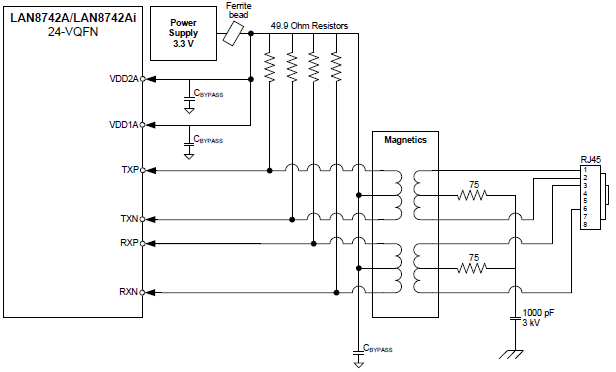 LAN8742A/LAN8742Ai
24-VQFN
Power
Supply
3.3 V
Ferrite
bead
49.9 Ohm Resistors
VDD2A
CBYPASS
VDD1A
CBYPASS
Magnetics
RJ45
TXP
75
1
2
3
4
5
6
7
8
TXN
RXP
75
RXN
1000 pF
3 kV
CBYPASS